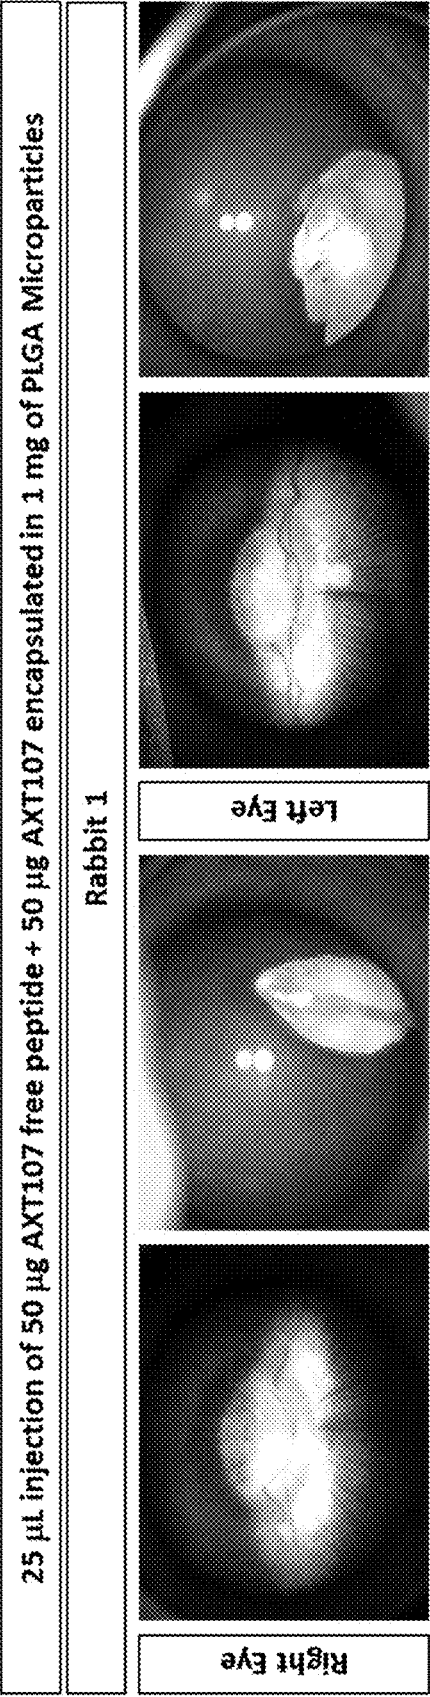 25 µL injection of 50 µg AXT107 free peptide + 50 µg AXT107 encapsulated in 1 mg of PLGA Microparticles
Rabbit 1
Right Eye
Left Eye